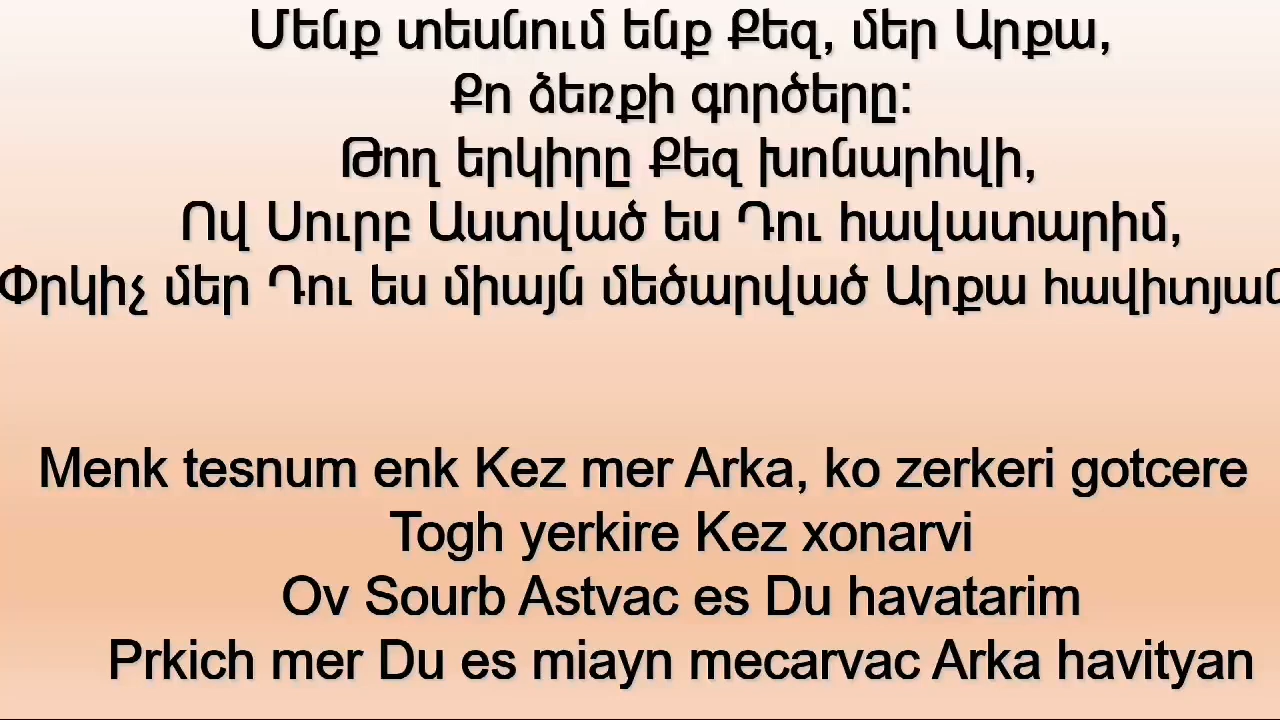 Մենք տեսնում ենք Քեզ, մեր Արքա,
Քո ձեռքի գործերը:
Թող երկիրը Քեզ խոնարհվի,
Ով Սուրբ Աստված ես Դու հավատարիմ,
Փրկիչ մեր Դու ես միայն մեծարված Արքա հավիտյան
Menk tesnum enk Kez mer Arka, ko zerkeri gotcere
Togh yerkire Kez xonarvi
Ov Sourb Astvac es Du havatarim
Prkich mer Du es miayn mecarvac Arka havityan